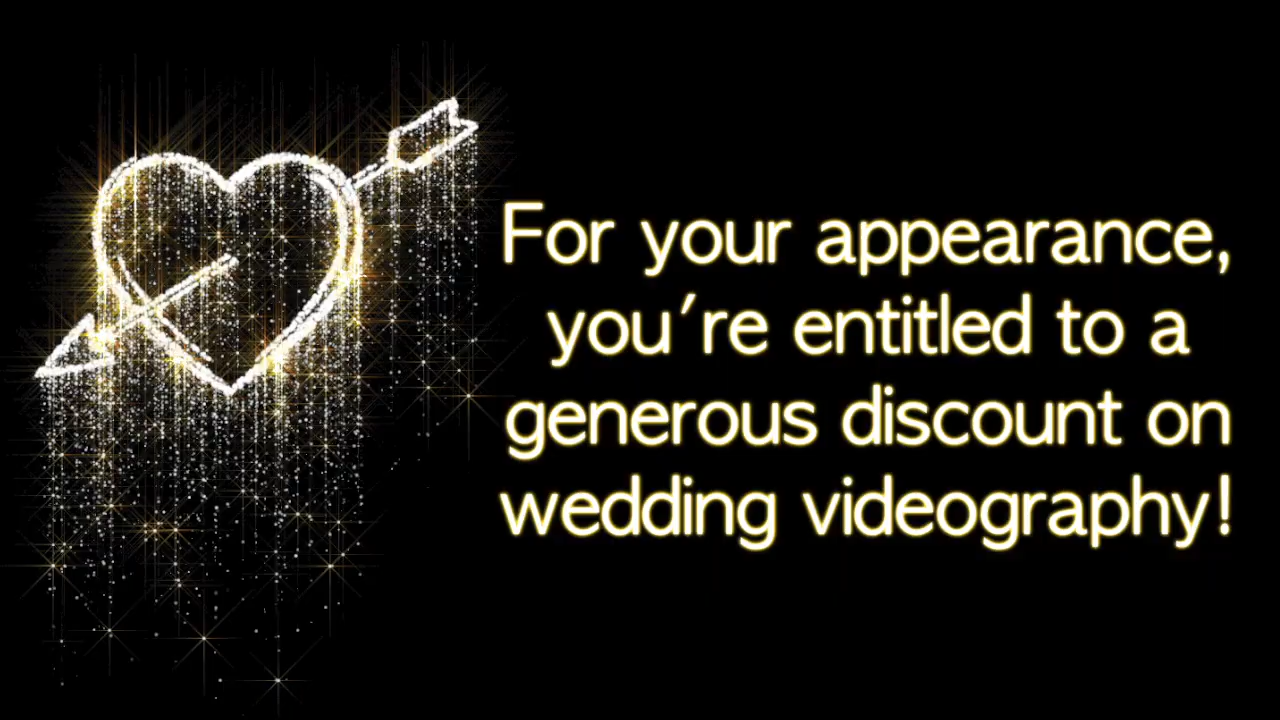 For your appearance,
you're entitled to a
generous discount on
wedding videography!